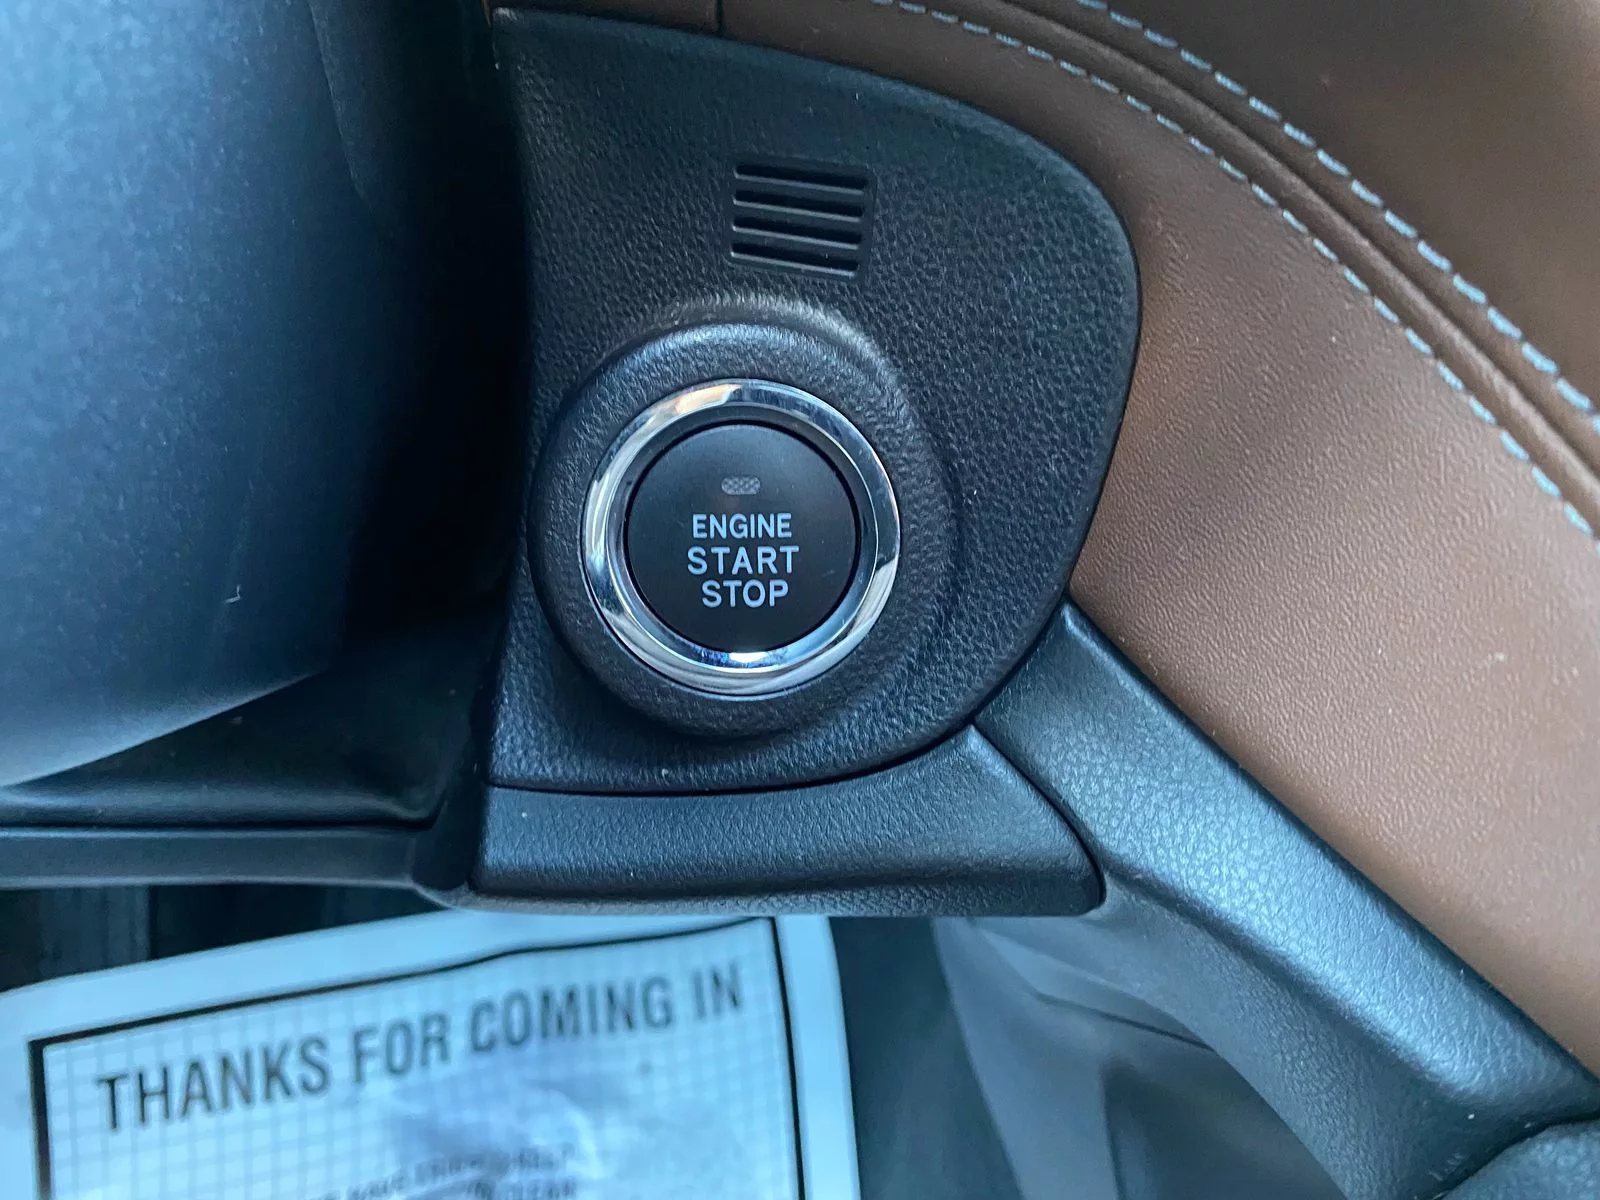 ENGINE
START
STOP
THANKS FOR COMING IN